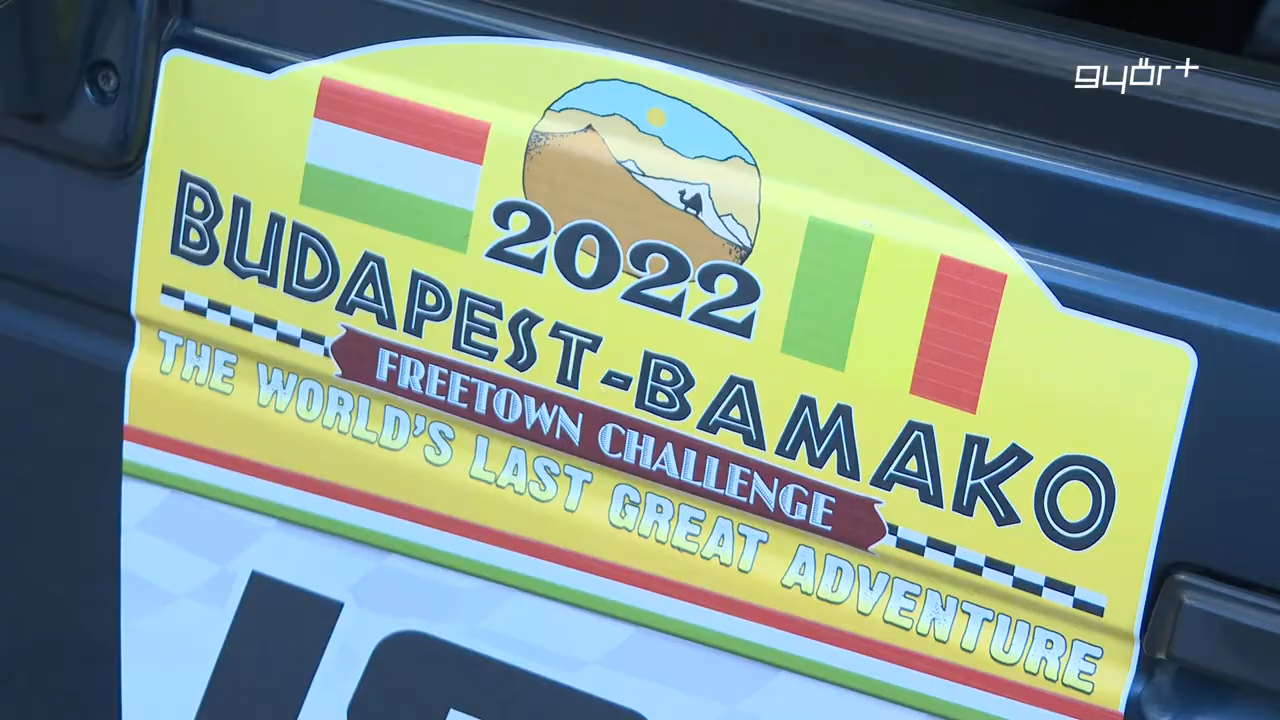 győr+
2022
BUDAPEST-BAMAKO
FREETOWN CHALLENGE
THE WORLD'S LAST GREAT ADVENTURE